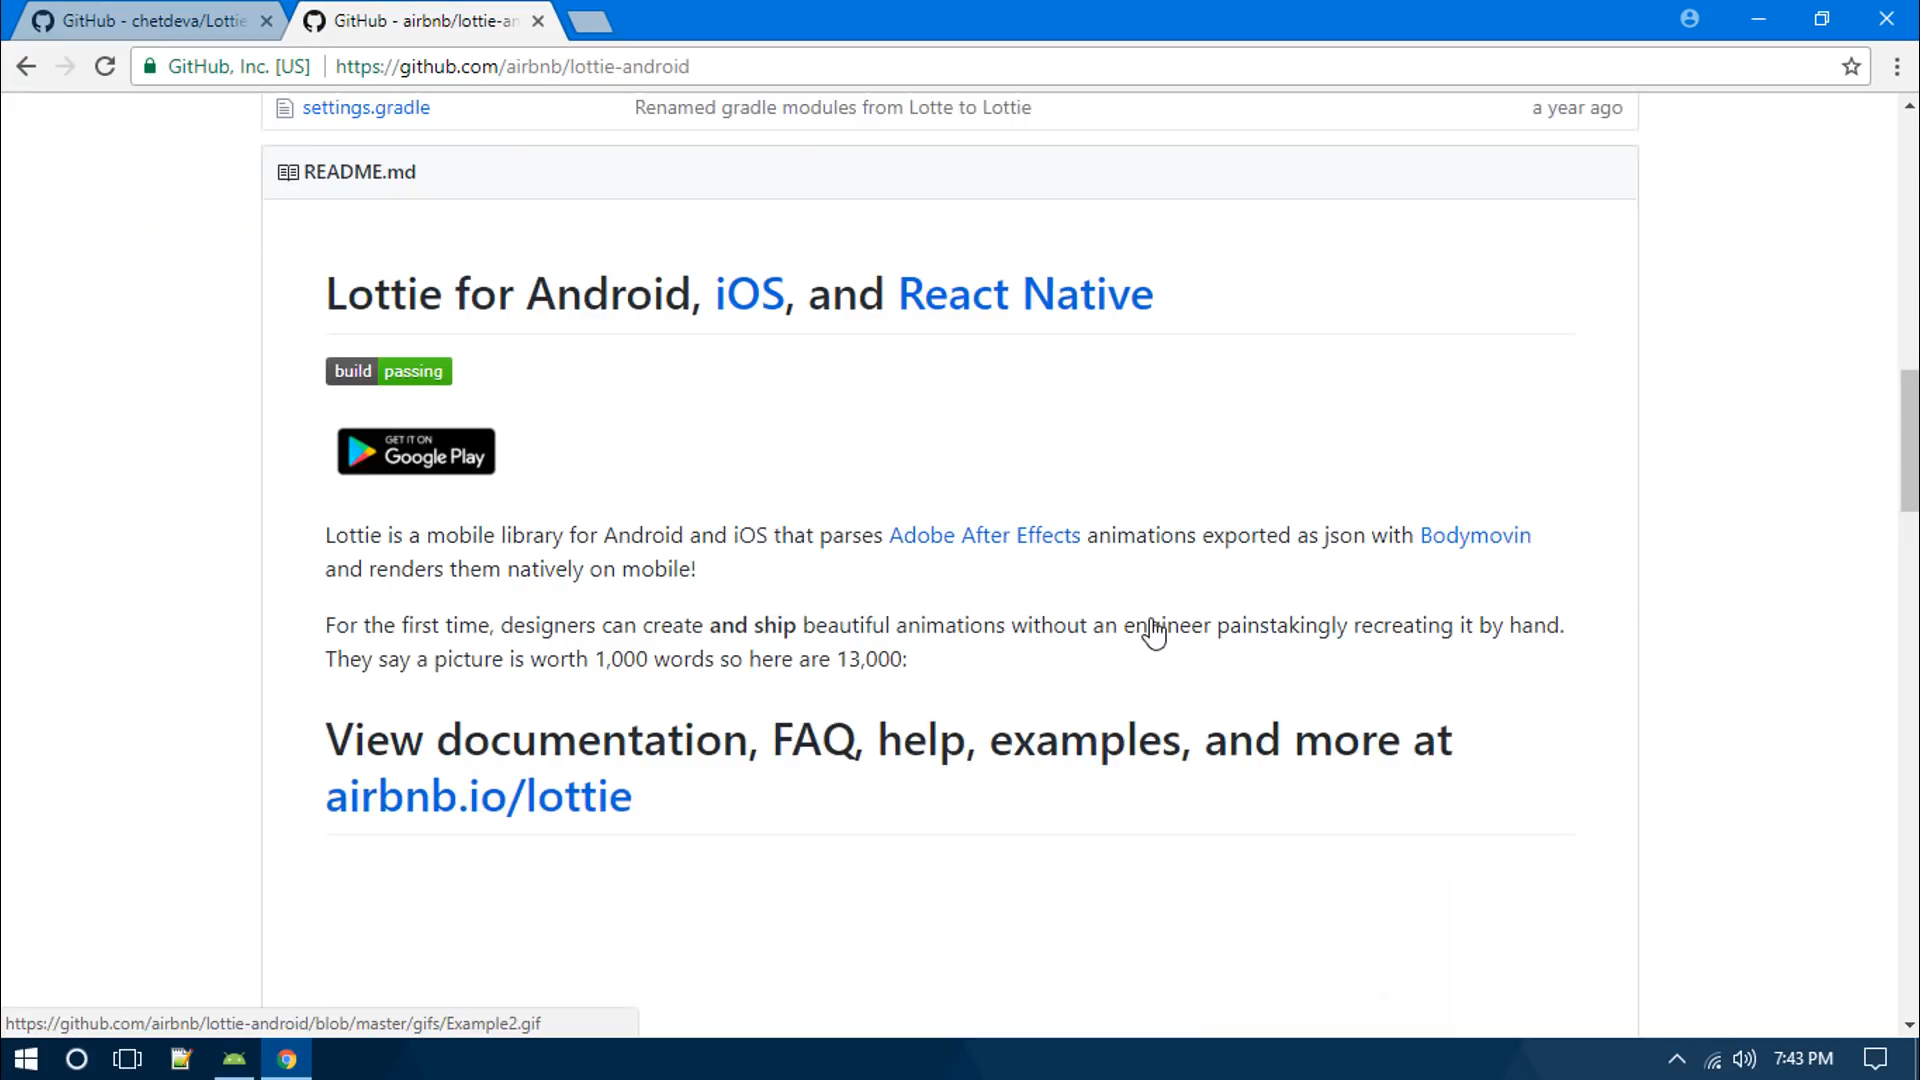 GitHub - chetdeva/Lottie
GitHub - airbnb/lottie-an
GitHub, Inc. [US]
https://github.com/airbnb/lottie-android
settings.gradle
Renamed gradle modules from Lotte to Lottie
a year ago
README.md
Lottie for Android, iOS, and React Native
build passing
GET IT ON
Google Play
Lottie is a mobile library for Android and iOS that parses Adobe After Effects animations exported as json with Bodymovin
and renders them natively on mobile!
For the first time, designers can create and ship beautiful animations without an engineer painstakingly recreating it by hand.
They say a picture is worth 1,000 words so here are 13,000:
View documentation, FAQ, help, examples, and more at
airbnb.io/lottie
https://github.com/airbnb/lottie-android/blob/master/gifs/Example2.gif
7:43 PM